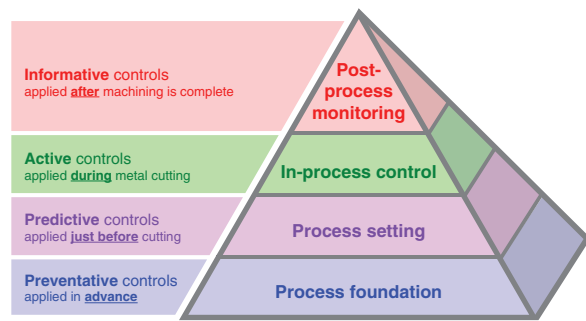 Informative controls
applied after machining is complete
Post-
process
monitoring
Active controls
applied during metal cutting
In-process control
Predictive controls
applied just before cutting
Process setting
Preventative controls
applied in advance
Process foundation